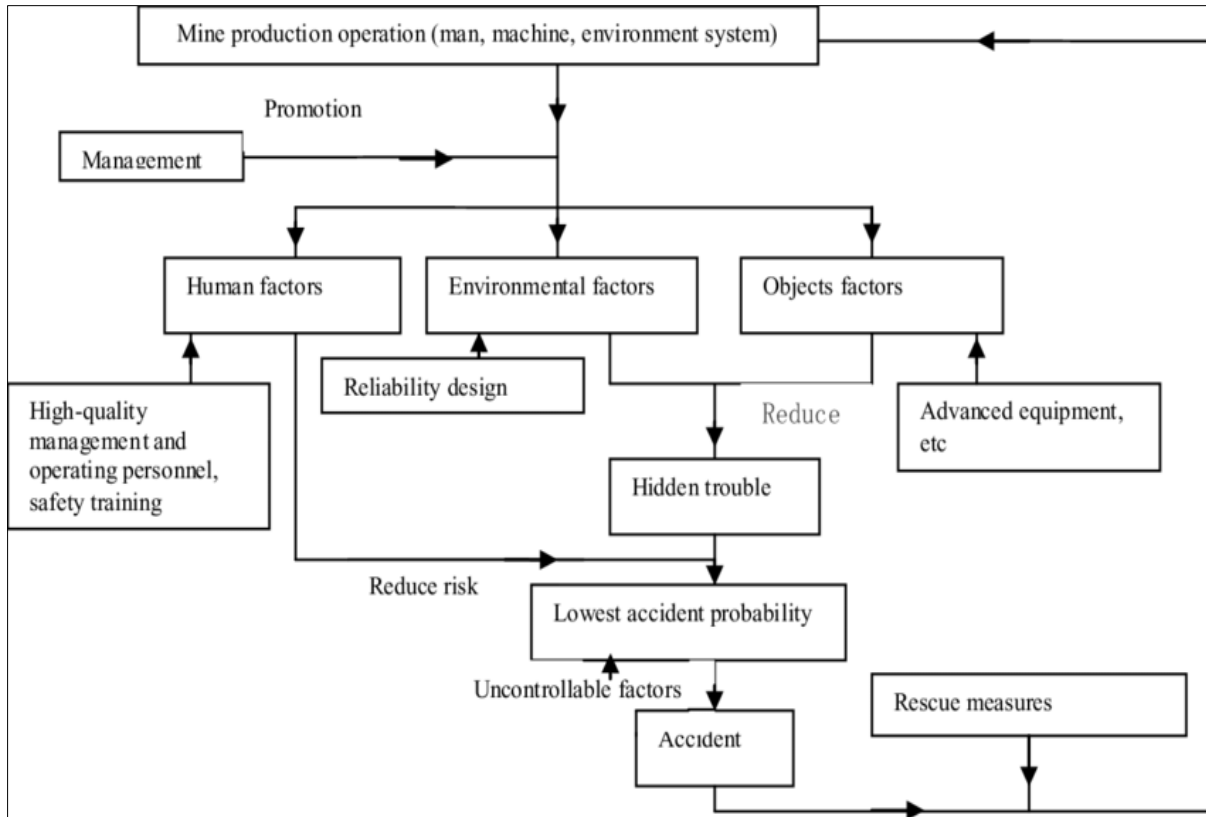 Mine production operation (man, machine, environment system)
Promotion
Management
Human factors
Environmental factors
Objects factors
Reliability design
High-quality
management and
operating personnel,
safety training
Reduce
Advanced equipment,
etc
Hidden trouble
Reduce risk
Lowest accident probability
Uncontrollable factors
Rescue measures
Accident